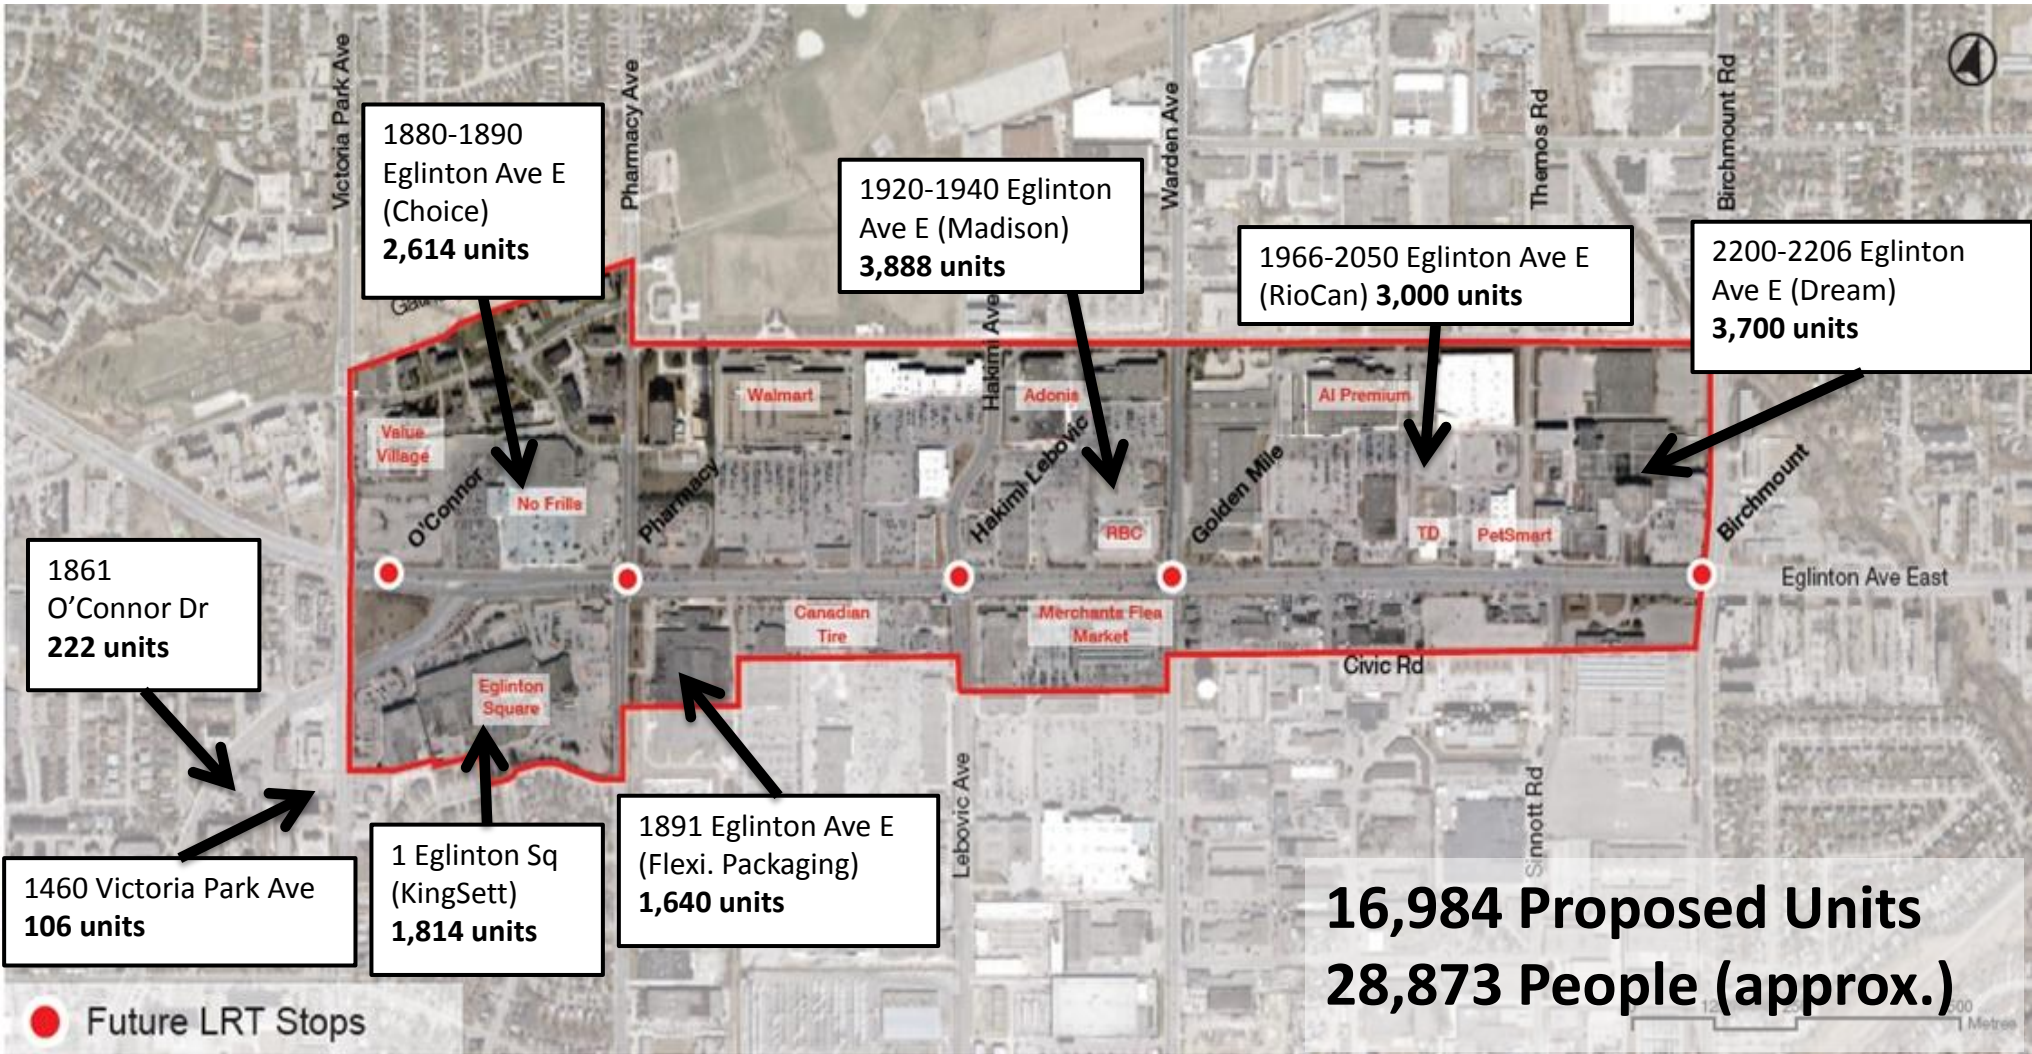 Victoria Park Ave
Pharmacy Ave
Warden Ave
Thermos Rd
Birchmount Rd
1880-1890
Eglinton Ave E
(Choice)
2,614 units
1920-1940 Eglinton
Ave E (Madison)
3,888 units
1966-2050 Eglinton Ave E
(RioCan) 3,000 units
2200-2206 Eglinton
Ave E (Dream)
3,700 units
Hakimi Ave
Walmart
Adonis
Al Premium
Value
Village
No Frills
O'Connor
Pharmacy
Hakimi Lebovic
RBC
Golden Mile
TD
PetSmart
Birchmount
Eglinton Ave East
1861
O'Connor Dr
222 units
Canadian
Tire
Merchants Flea
Market
Civic Rd
Eglinton
Square
Lebovic Ave
Sinnott Rd
1460 Victoria Park Ave
106 units
1 Eglinton Sq
(KingSett)
1,814 units
1891 Eglinton Ave E
(Flexi. Packaging)
1,640 units
16,984 Proposed Units
28,873 People (approx.)
Metres
Future LRT Stops